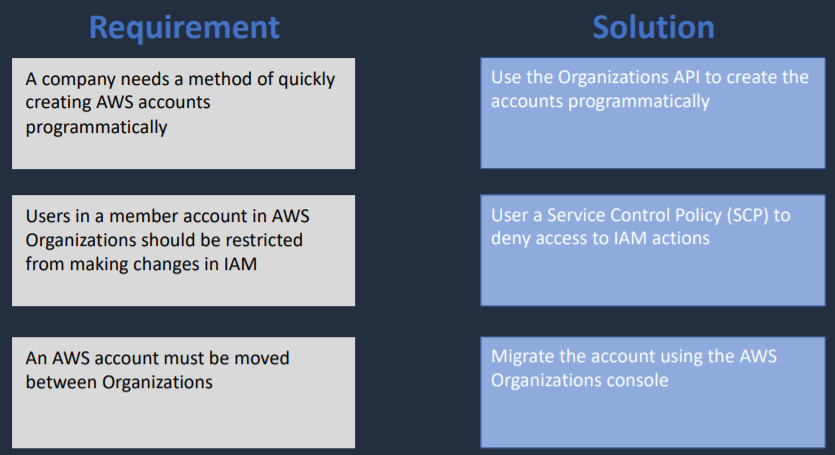 Requirement
Solution
A company needs a method of quickly
creating AWS accounts
programmatically
Use the Organizations API to create the
accounts programmatically
Users in a member account in AWS
Organizations should be restricted
from making changes in IAM
User a Service Control Policy (SCP) to
deny access to IAM actions
An AWS account must be moved
between Organizations
Migrate the account using the AWS
Organizations console